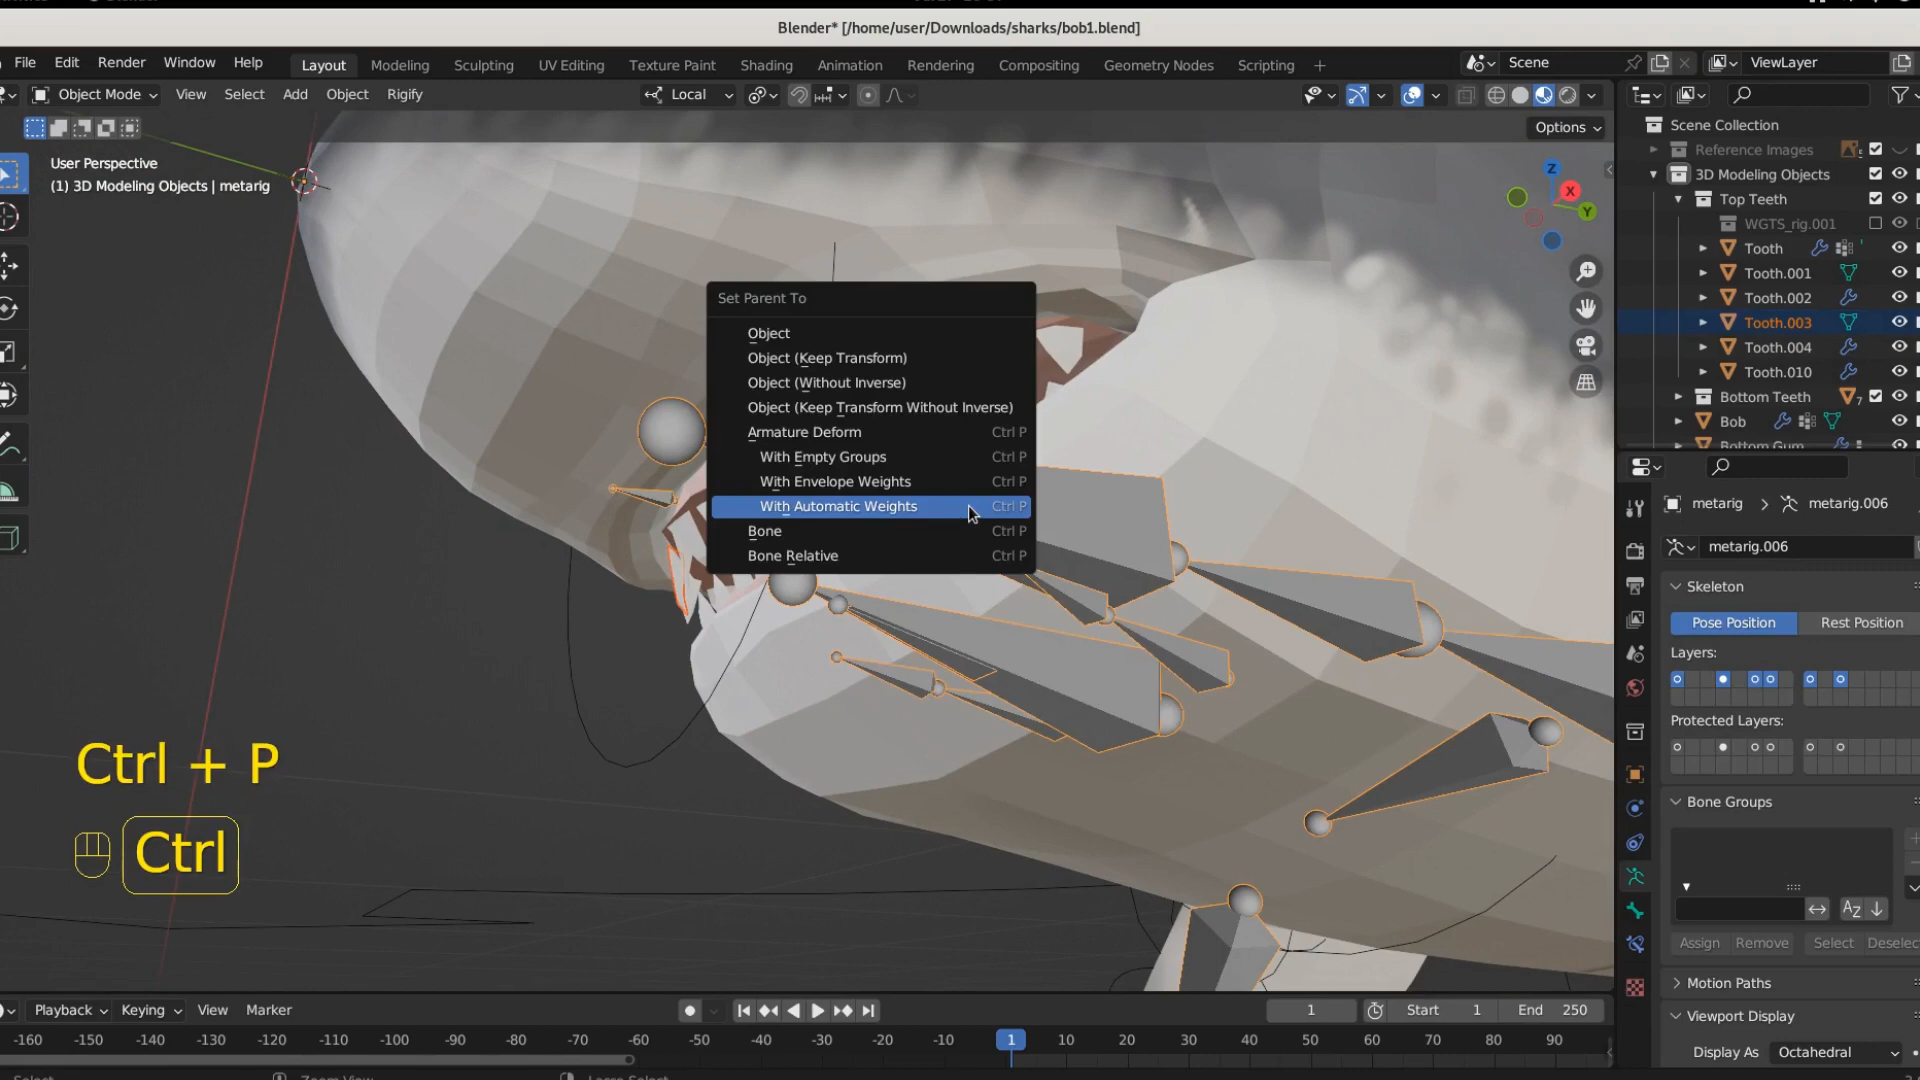 Blender* [/home/user/Downloads/sharks/bob1.blend]
File Edit Render Window Help
Layout Modeling Sculpting UV Editing Texture Paint Shading Animation Rendering Compositing Geometry Nodes Scripting +
Scene
ViewLayer
Object Mode View Select Add Object Rigify
Local
Options
User Perspective
(1) 3D Modeling Objects | metarig
Z
X
Y
Set Parent To
Object
Object (Keep Transform)
Object (Without Inverse)
Object (Keep Transform Without Inverse)
Armature Deform Ctrl P
With Empty Groups Ctrl P
With Envelope Weights Ctrl P
With Automatic Weights Ctrl P
Bone Ctrl P
Bone Relative Ctrl P
Ctrl + P
Ctrl
Scene Collection
Reference Images
3D Modeling Objects
Top Teeth
WGTS_rig.001
Tooth
Tooth.001
Tooth.002
Tooth.003
Tooth.004
Tooth.010
Bottom Teeth 7
Bob
Bottom Gum
metarig > metarig.006
metarig.006
Skeleton
Pose Position Rest Position
Layers:
Protected Layers:
Bone Groups
Assign Remove Select Deselec
Motion Paths
Viewport Display
Display As Octahedral
Playback Keying View Marker
1 Start 1 End 250
-160 -150 -140 -130 -120 -110 -100 -90 -80 -70 -60 -50 -40 -30 -20 -10 1 10 20 30 40 50 60 70 80 90